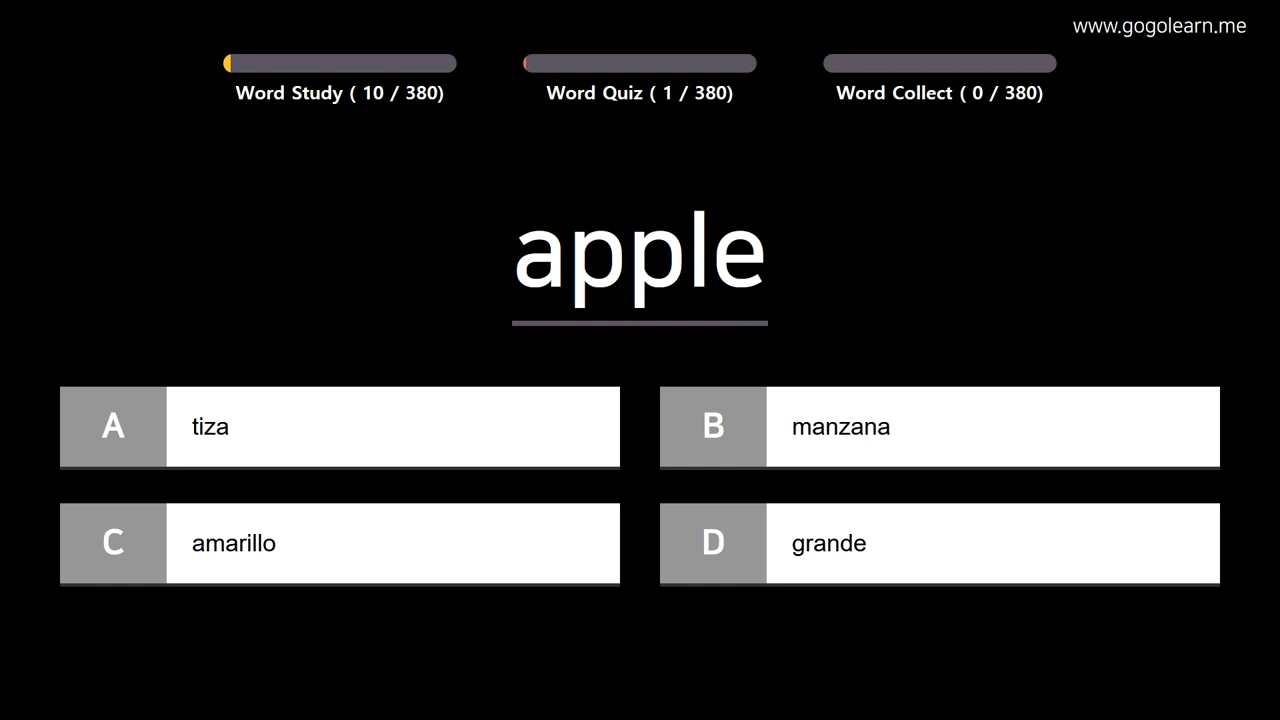 www.gogolearn.me
Word Study ( 10 / 380)
Word Quiz ( 1 / 380)
Word Collect ( 0 / 380)
apple
A tiza
B manzana
C amarillo
D grande